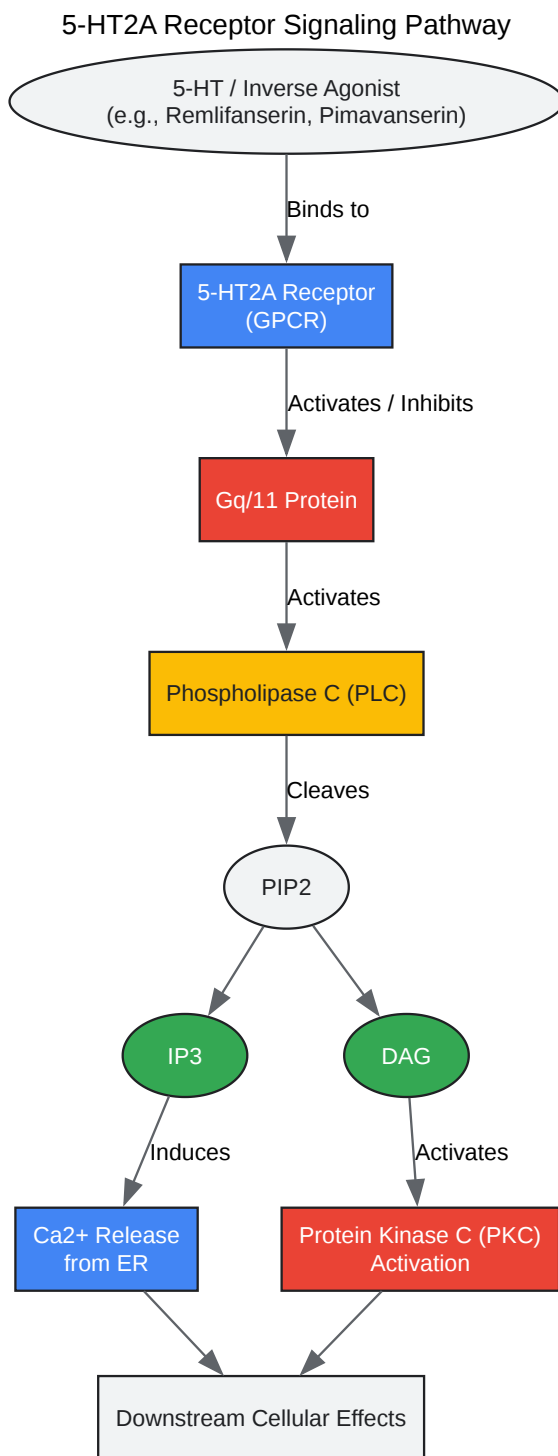 5-HT2A Receptor Signaling Pathway
5-HT / Inverse Agonist
(e.g., Remlifanserin, Pimavanserin)
Binds to
5-HT2A Receptor
(GPCR)
Activates / Inhibits
Gq/11 Protein
Activates
Phospholipase C (PLC)
Cleaves
PIP2
IP3
DAG
Induces
Activates
Ca2+ Release
from ER
Protein Kinase C (PKC)
Activation
Downstream Cellular Effects